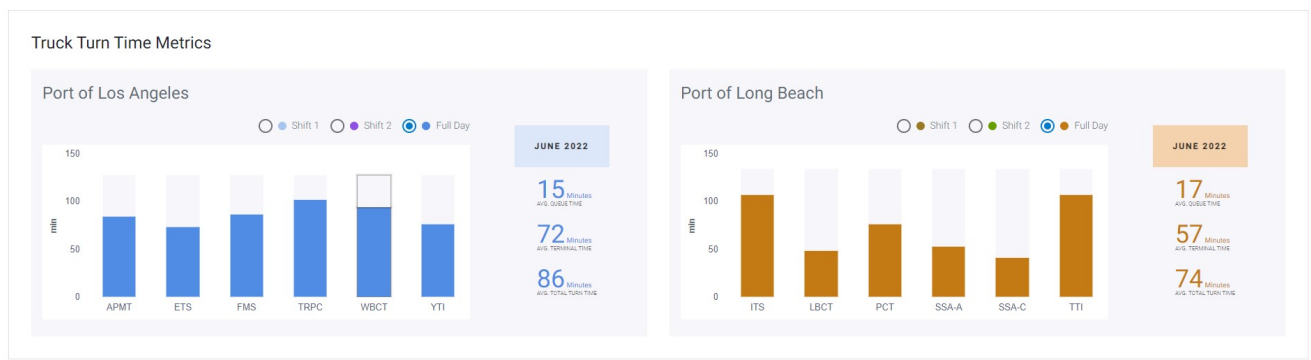 Truck Turn Time Metrics
Port of Los Angeles
Shift 1 Shift 2 Full Day
150
100
50
0
min
APMT ETS FMS TRPC WBCT YTI
JUNE 2022
15 Minutes
AVG. QUEUE TIME
72 Minutes
AVG. TERMINAL TIME
86 Minutes
AVG. TOTAL TURN TIME
Port of Long Beach
Shift 1 Shift 2 Full Day
150
100
50
0
min
ITS LBCT PCT SSA-A SSA-C TTI
JUNE 2022
17 Minutes
AVG. QUEUE TIME
57 Minutes
AVG. TERMINAL TIME
74 Minutes
AVG. TOTAL TURN TIME